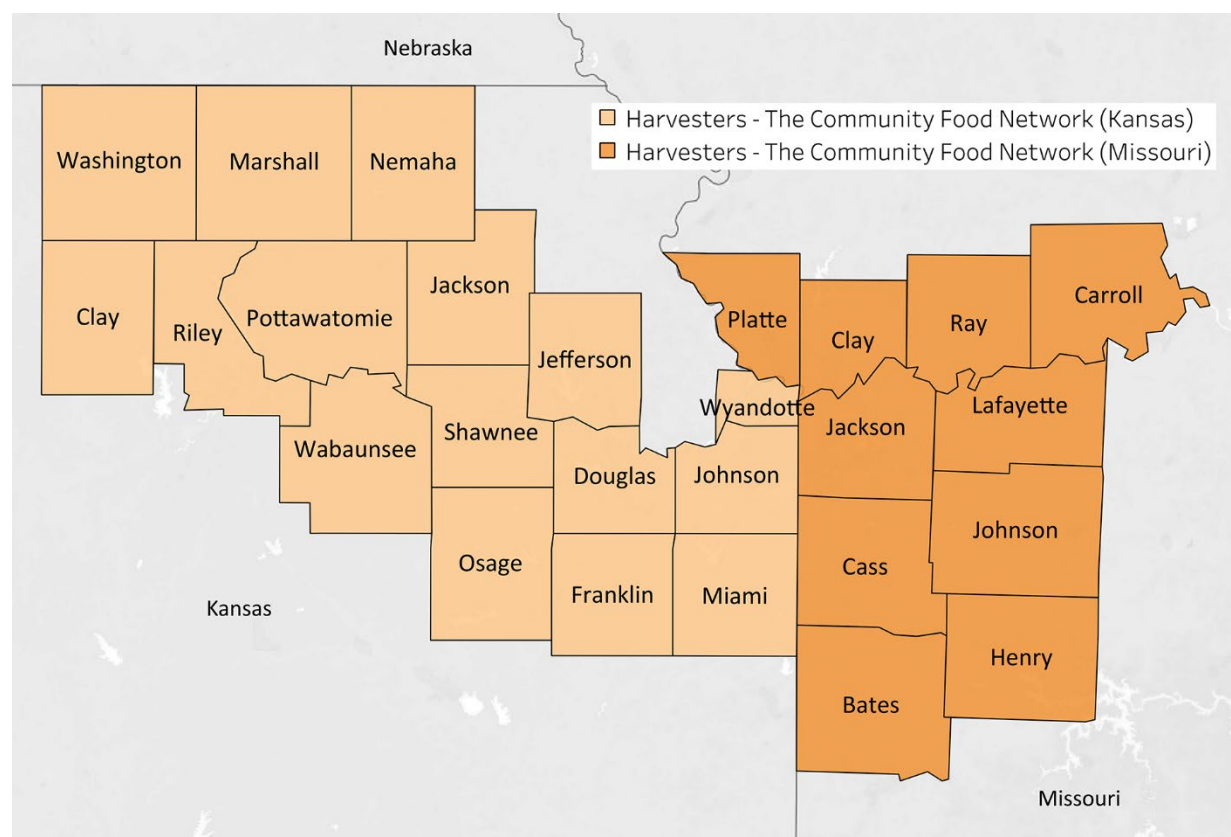 Nebraska
Harvesters - The Community Food Network (Kansas)
Harvesters - The Community Food Network (Missouri)
Washington
Marshall
Nemaha
Clay
Riley
Pottawatomie
Jackson
Jefferson
Platte
Clay
Ray
Carroll
Wabaunsee
Shawnee
Wyandotte
Jackson
Lafayette
Douglas
Johnson
Johnson
Osage
Franklin
Miami
Cass
Henry
Bates
Kansas
Missouri